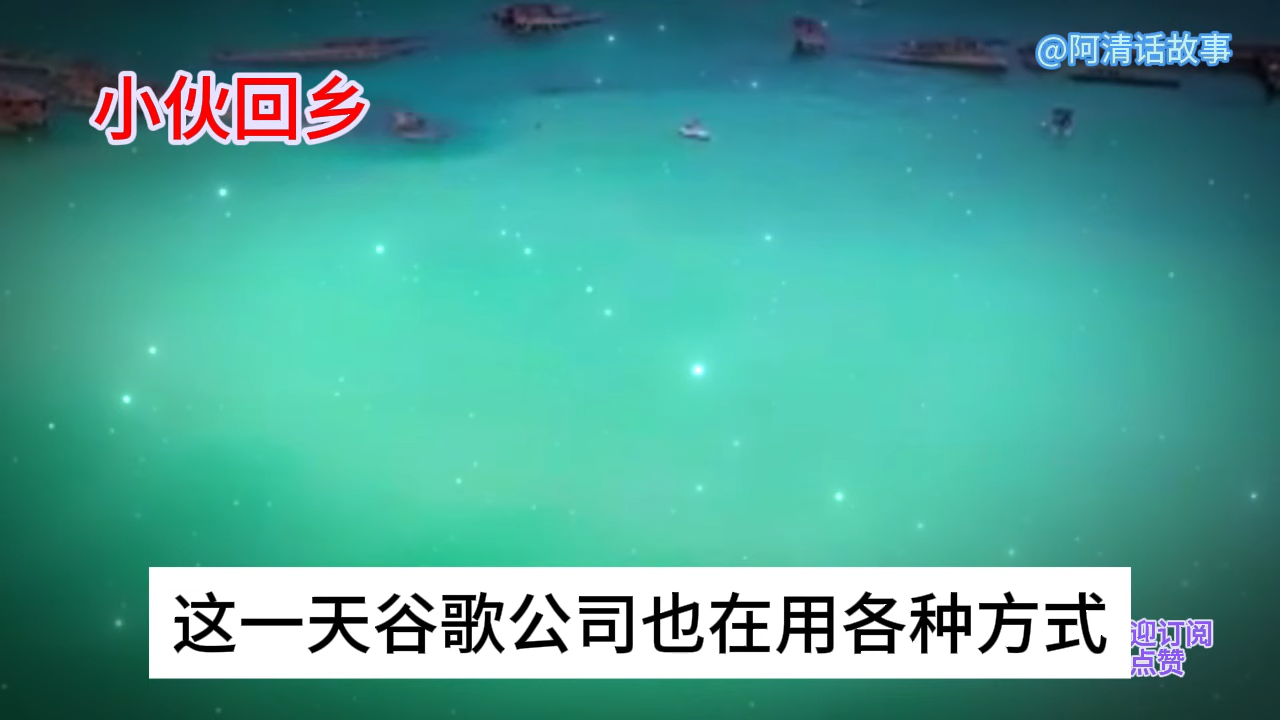 @阿清话故事
小伙回乡
这一天谷歌公司也在用各种方式
迎订阅
点赞